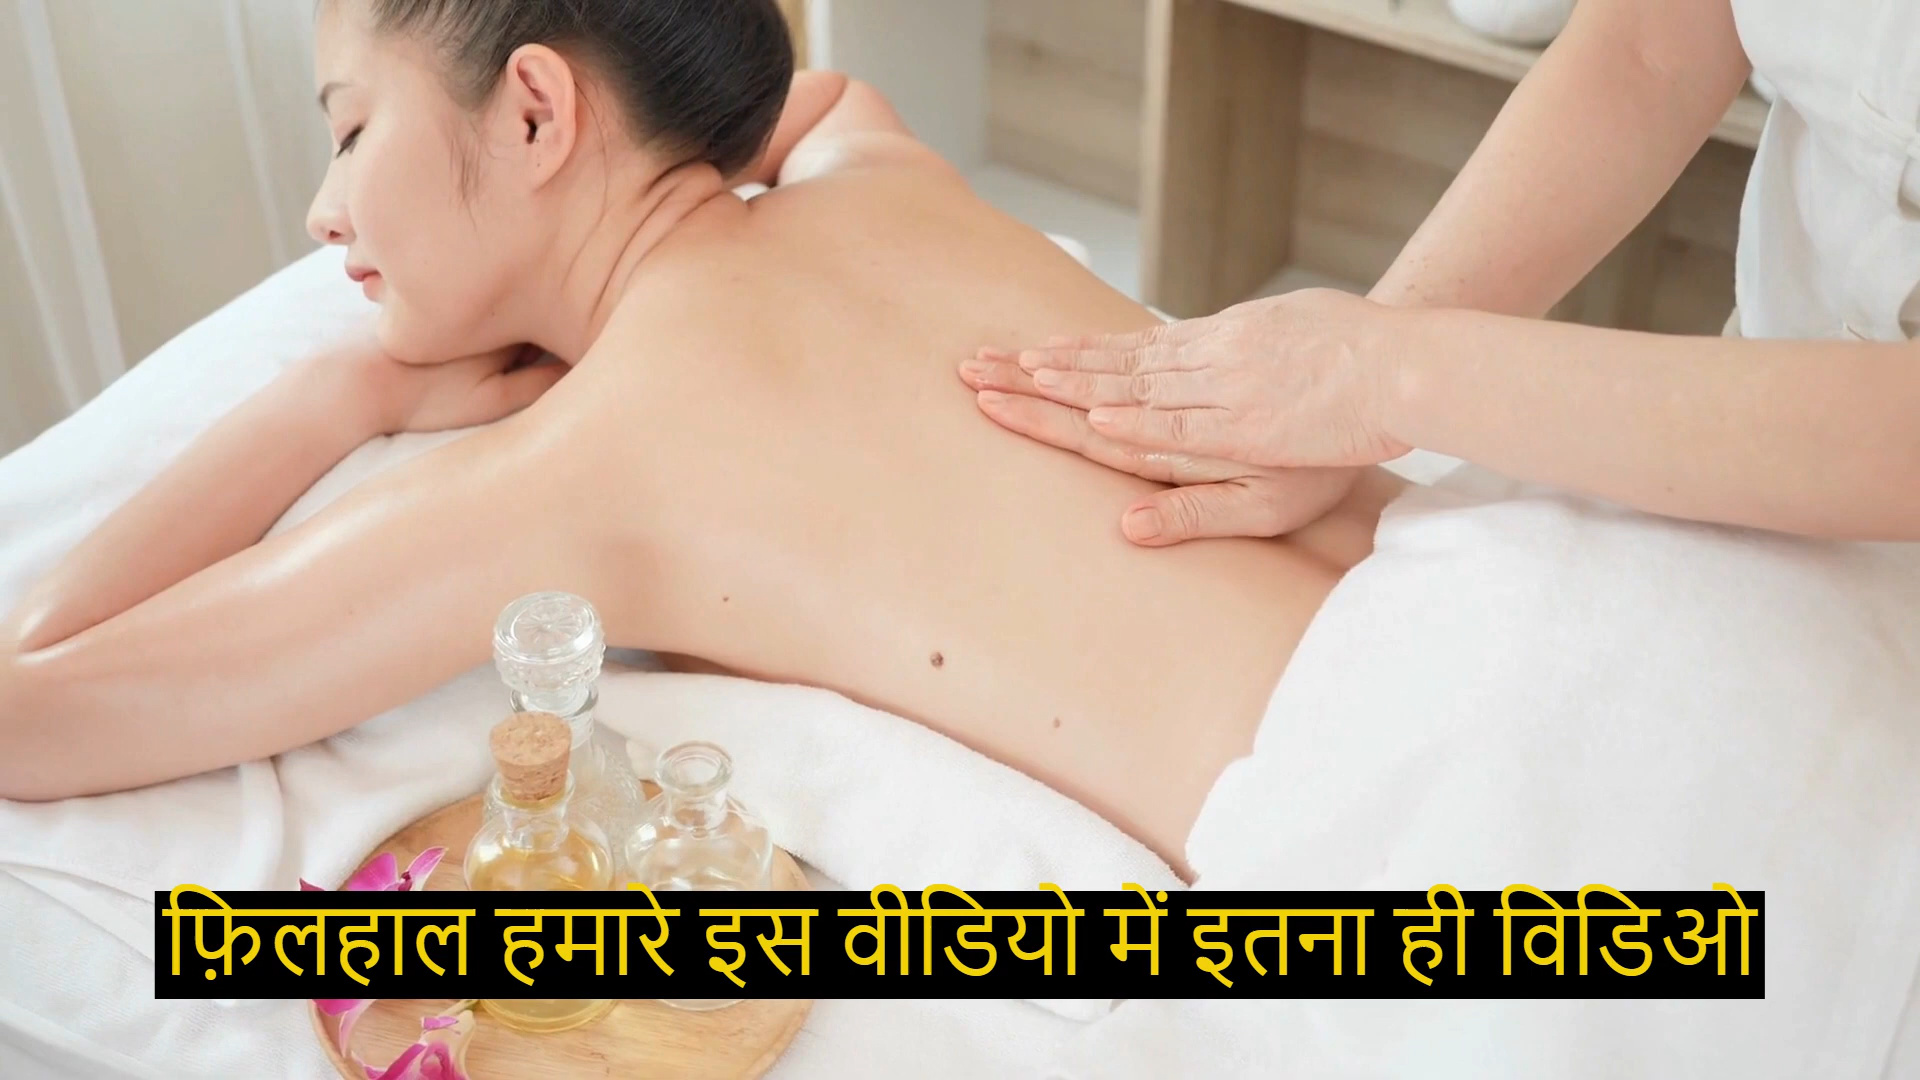 फ़िलहाल हमारे इस वीडियो में इतना ही विडिओ